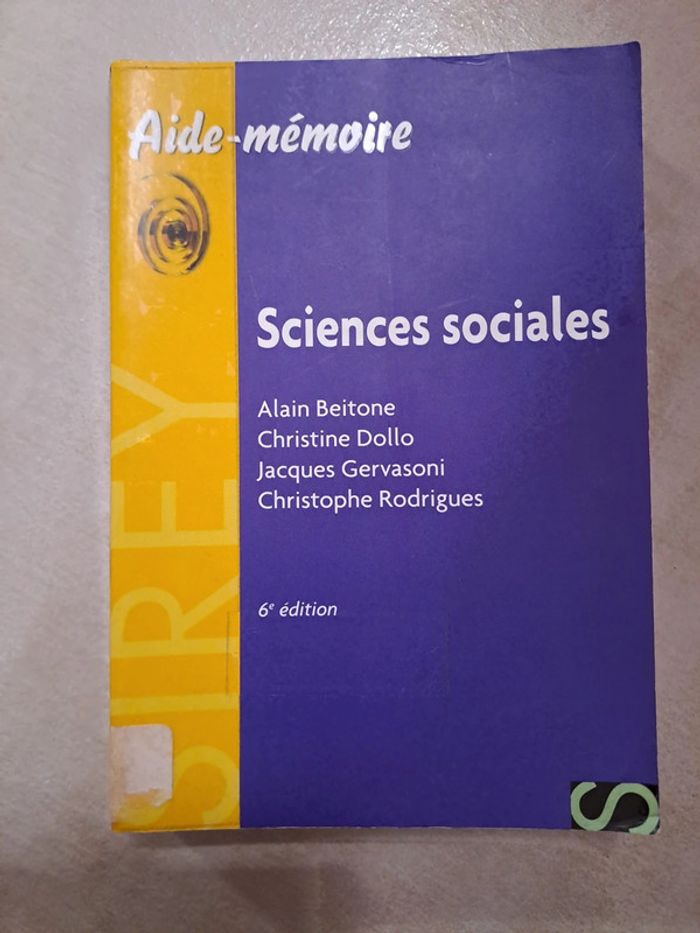 Aide-mémoire
Sciences sociales
Alain Beitone
Christine Dollo
Jacques Gervasoni
Christophe Rodrigues
6e édition
SIREY
S